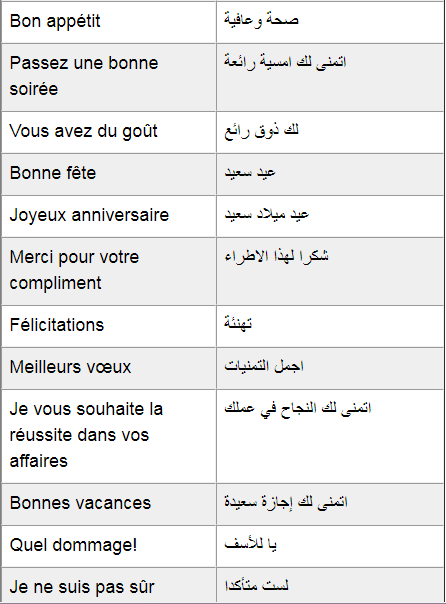 Bon appétit صحة وعافية
Passez une bonne اتمنى لك امسية رائعة
soirée
Vous avez du goût لك ذوق رائع
Bonne fête عيد سعيد
Joyeux anniversaire عيد ميلاد سعيد
Merci pour votre شكرا لهذا الاطراء
compliment
Félicitations تهنئة
Meilleurs vœux اجمل التمنيات
Je vous souhaite la اتمنى لك النجاح في عملك
réussite dans vos
affaires
Bonnes vacances اتمنى لك إجازة سعيدة
Quel dommage! يا للأسف
Je ne suis pas sûr لست متأكدا